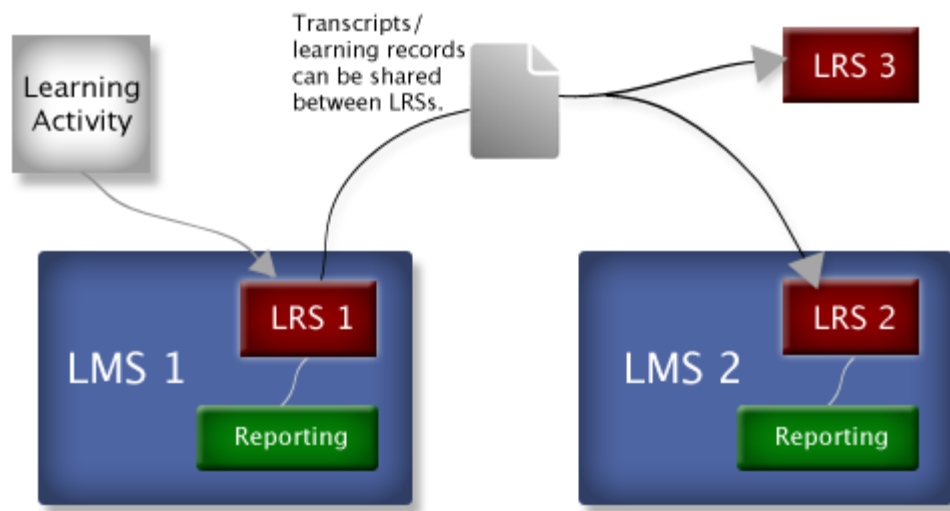 Transcripts/
learning records
can be shared
between LRSs.
Learning
Activity
LRS 3
LMS 1
LRS 1
Reporting
LMS 2
LRS 2
Reporting